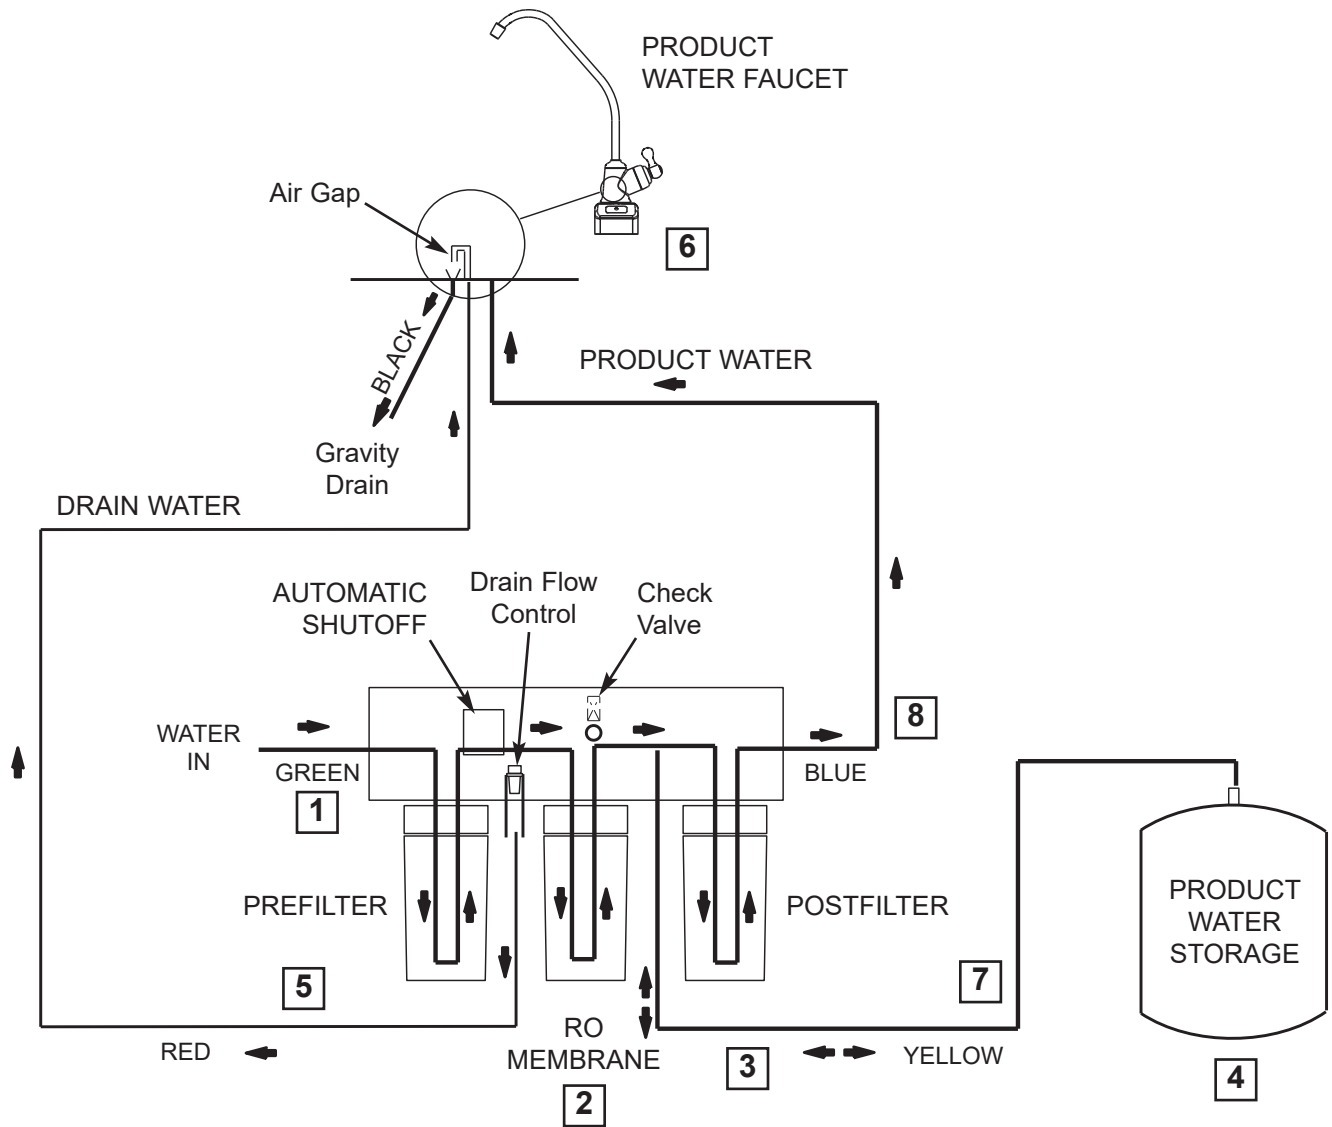 PRODUCT
WATER FAUCET
Air Gap
6
BLACK
PRODUCT WATER
Gravity
Drain
DRAIN WATER
AUTOMATIC
SHUTOFF
Drain Flow
Control
Check
Valve
WATER
IN
GREEN
1
BLUE
8
PREFILTER
POSTFILTER
PRODUCT
WATER
STORAGE
5
7
RED
RO
MEMBRANE
2
3
YELLOW
4